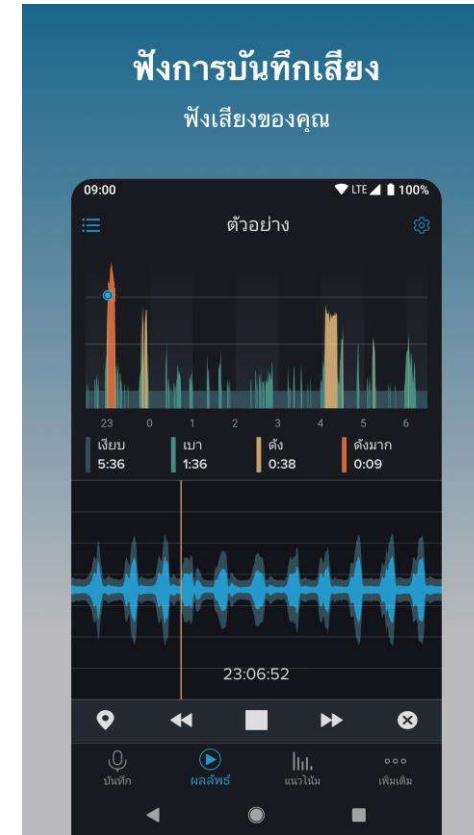 ฟังการบันทึกเสียง
ฟังเสียงของคุณ
09:00 LTE 100%
ตัวอย่าง
23 0 1 2 3 4 5 6
เงียบ เบา ดัง ดังมาก
5:36 1:36 0:38 0:09
23:06:52
บันทึก ผลลัพธ์ แนวโน้ม เพิ่มเติม